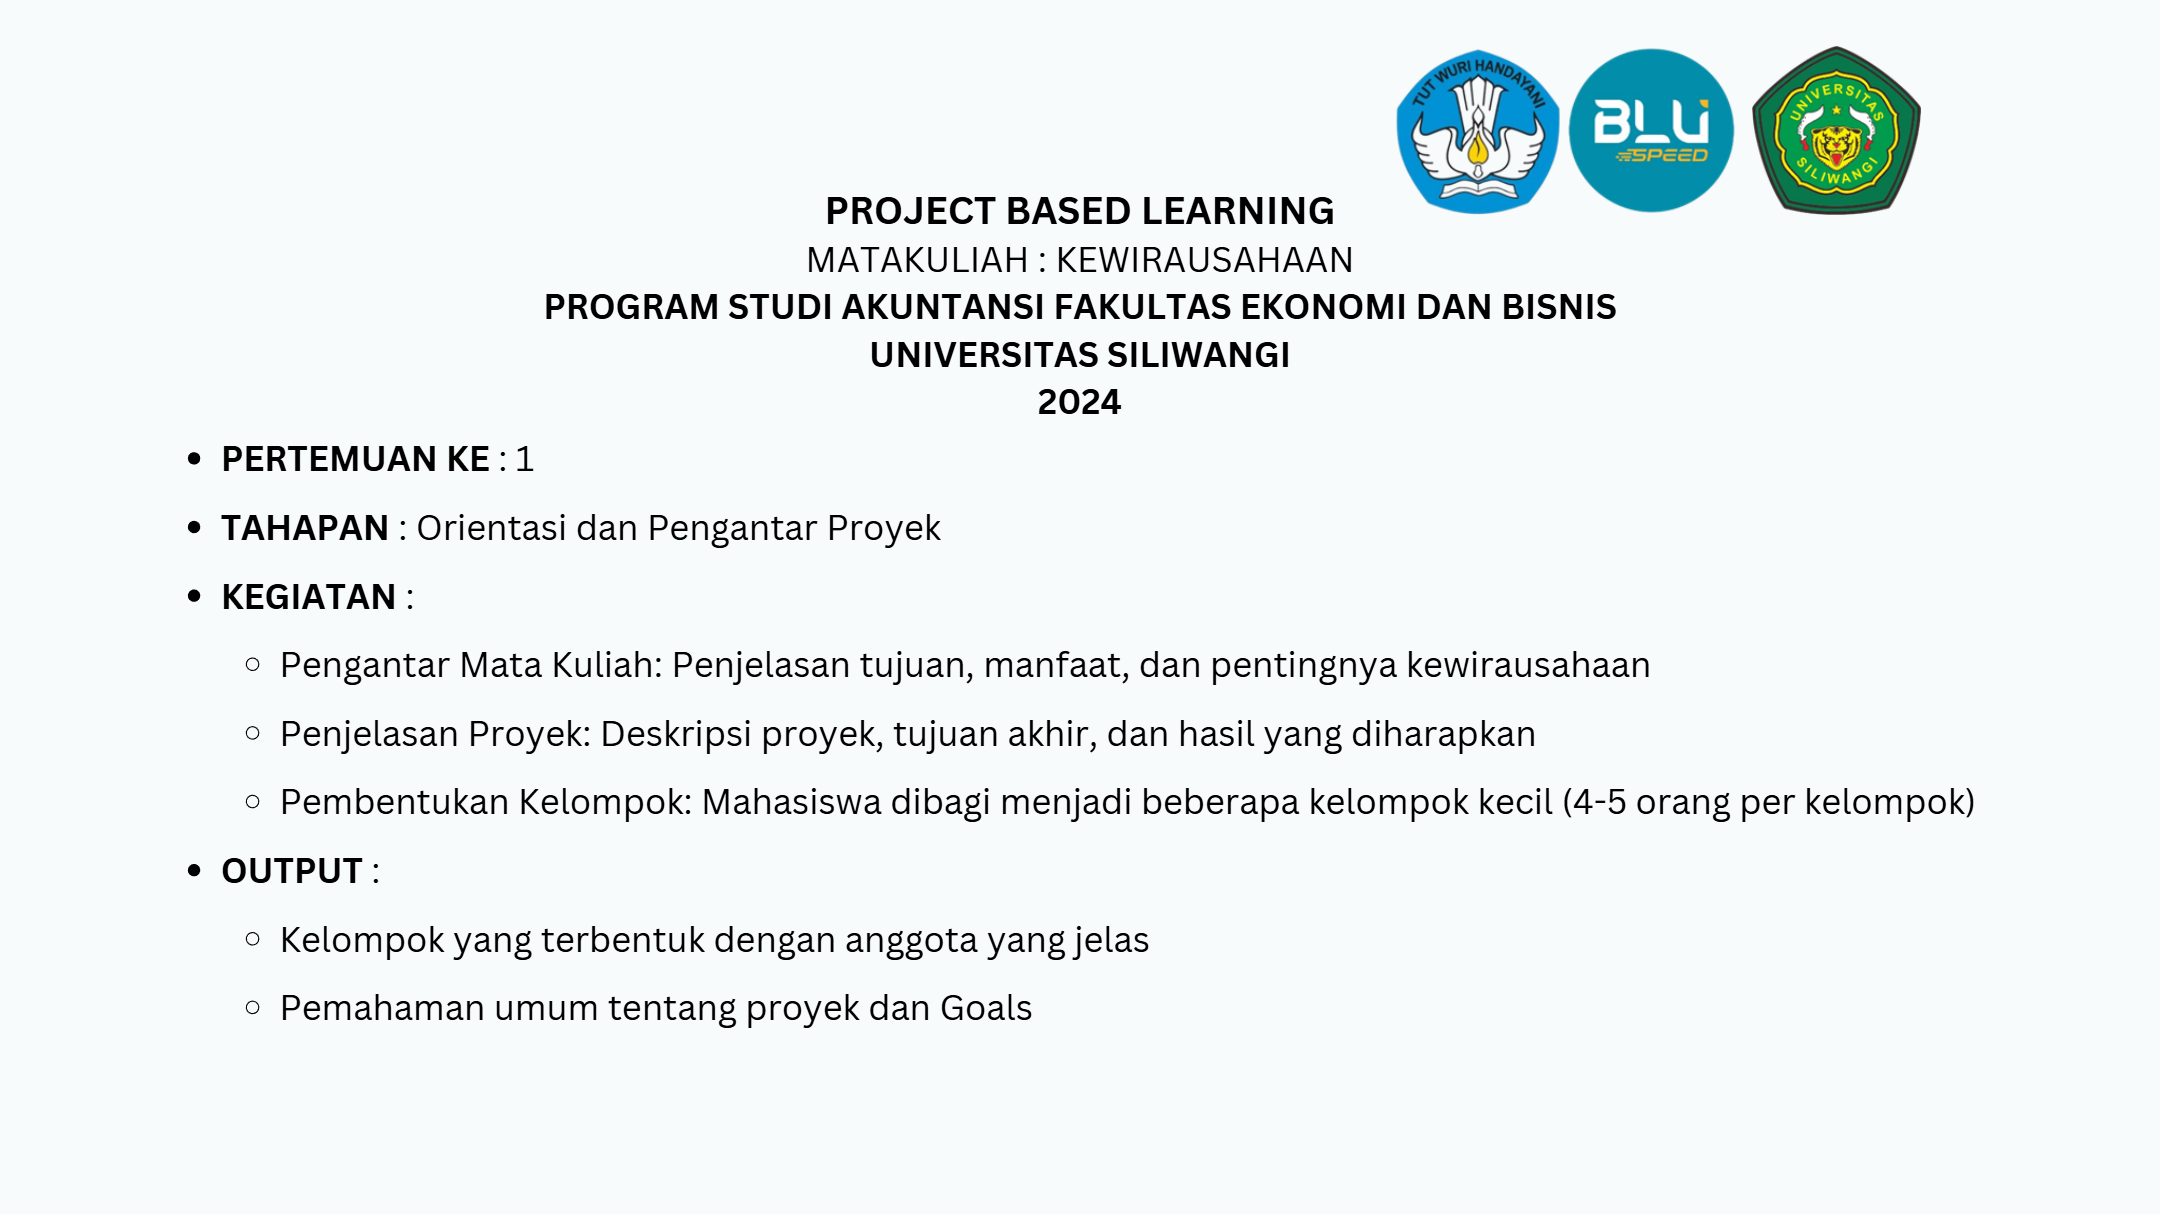 TUT WURI HANDAYANI
BLU
SPEED
UNIVERSITAS
SILIWANGI
PROJECT BASED LEARNING
MATAKULIAH : KEWIRAUSAHAAN
PROGRAM STUDI AKUNTANSI FAKULTAS EKONOMI DAN BISNIS
UNIVERSITAS SILIWANGI
2024
• PERTEMUAN KE : 1
• TAHAPAN : Orientasi dan Pengantar Proyek
• KEGIATAN :
◦ Pengantar Mata Kuliah: Penjelasan tujuan, manfaat, dan pentingnya kewirausahaan
◦ Penjelasan Proyek: Deskripsi proyek, tujuan akhir, dan hasil yang diharapkan
◦ Pembentukan Kelompok: Mahasiswa dibagi menjadi beberapa kelompok kecil (4-5 orang per kelompok)
• OUTPUT :
◦ Kelompok yang terbentuk dengan anggota yang jelas
◦ Pemahaman umum tentang proyek dan Goals